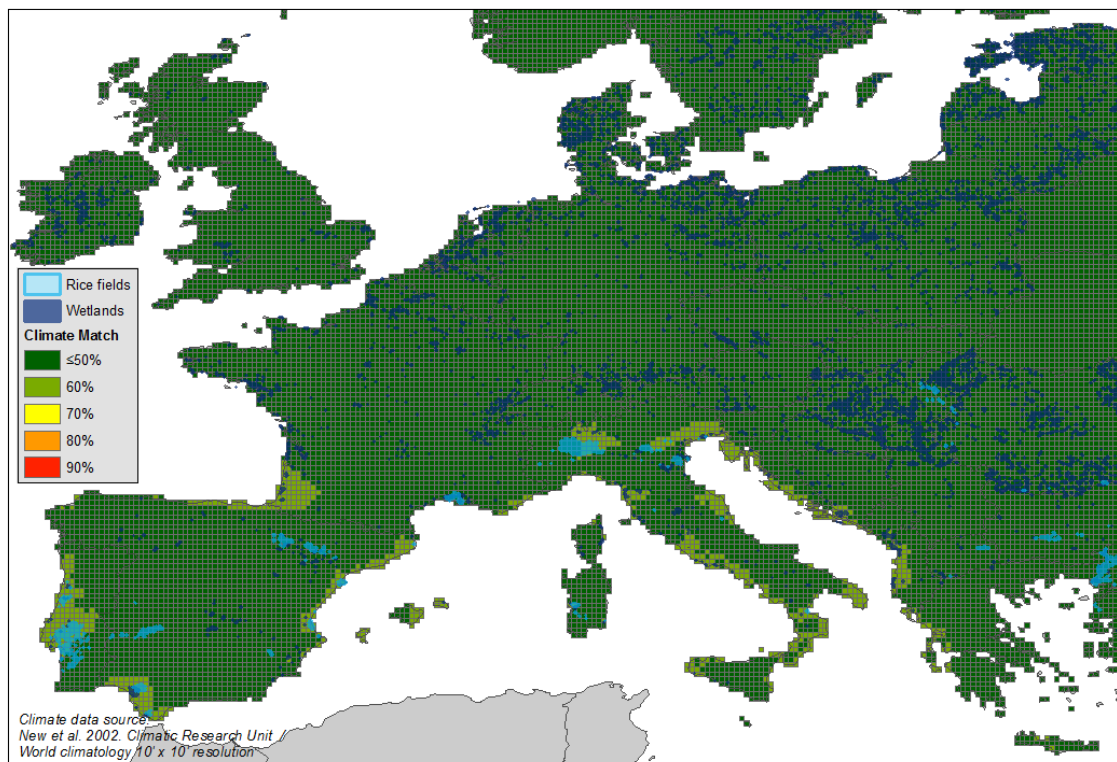 Rice fields
Wetlands
Climate Match
≤50%
60%
70%
80%
90%
Climate data source:
New et al. 2002. Climatic Research Unit /
World climatology 10' x 10' resolution